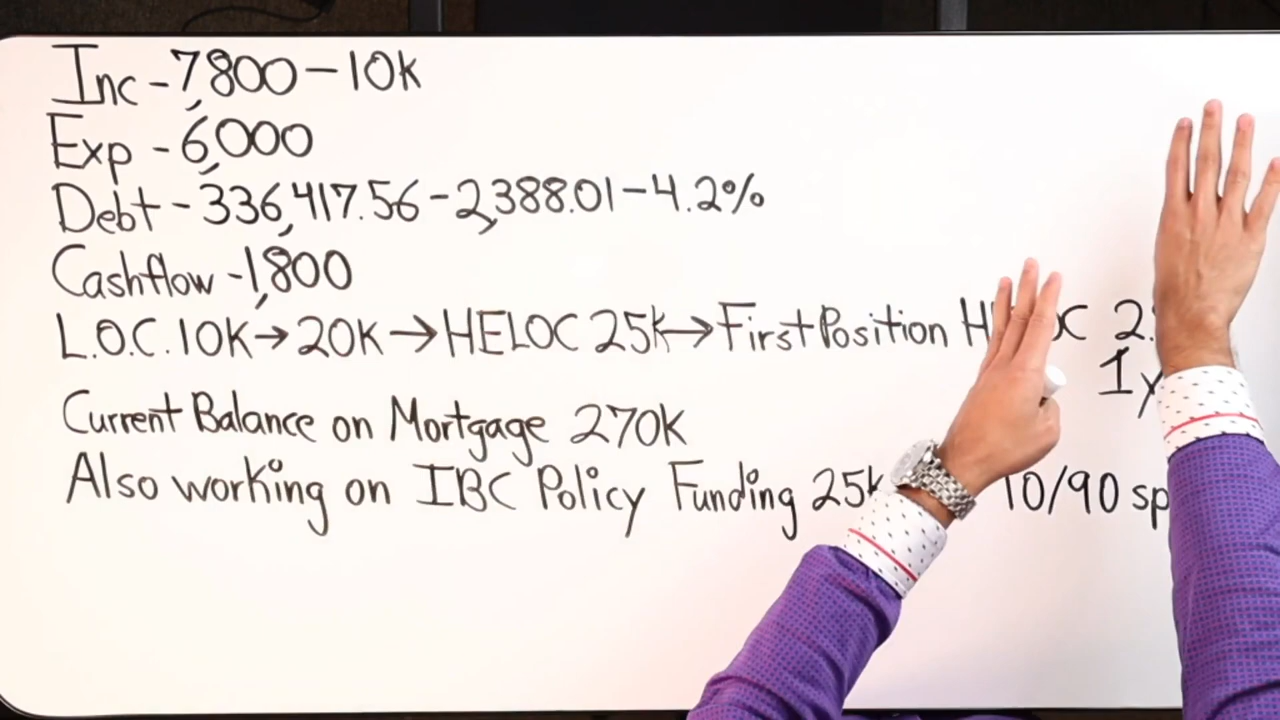 Inc - 7,800 - 10k
Exp - 6,000
Debt - 336,417.56 - 2,388.01 - 4.2%
Cashflow - 1,800
L.O.C. 10K → 20K → HELOC 25k → First Position
Current Balance on Mortgage 270K
Also working on IBC Policy Funding 25k 10/90